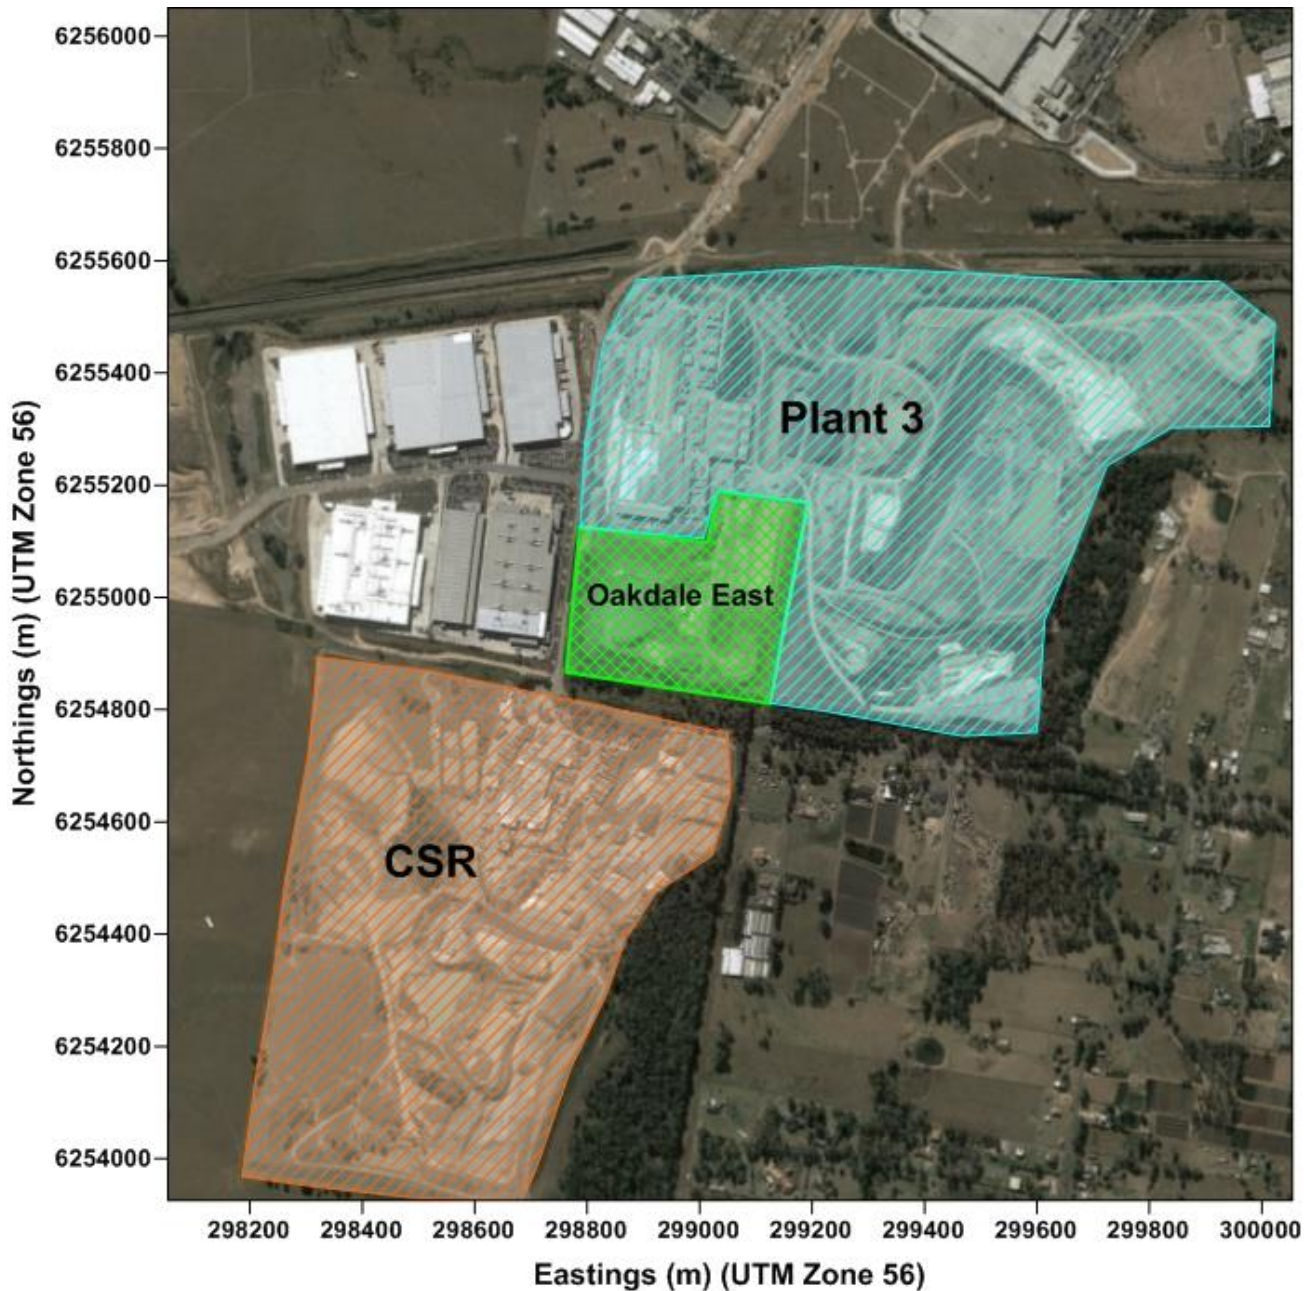 6256000
6255800
6255600
6255400
6255200
6255000
6254800
6254600
6254400
6254200
6254000
Northings (m) (UTM Zone 56)
Plant 3
Oakdale East
CSR
298200 298400 298600 298800 299000 299200 299400 299600 299800 300000
Eastings (m) (UTM Zone 56)